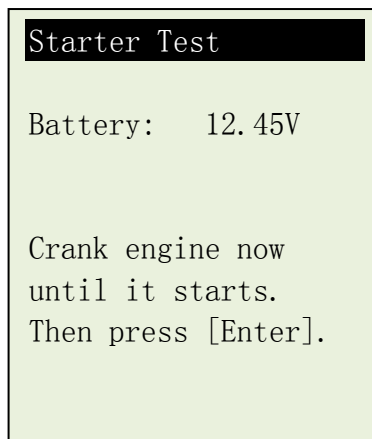 Starter Test
Battery: 12.45V
Crank engine now
until it starts.
Then press [Enter].